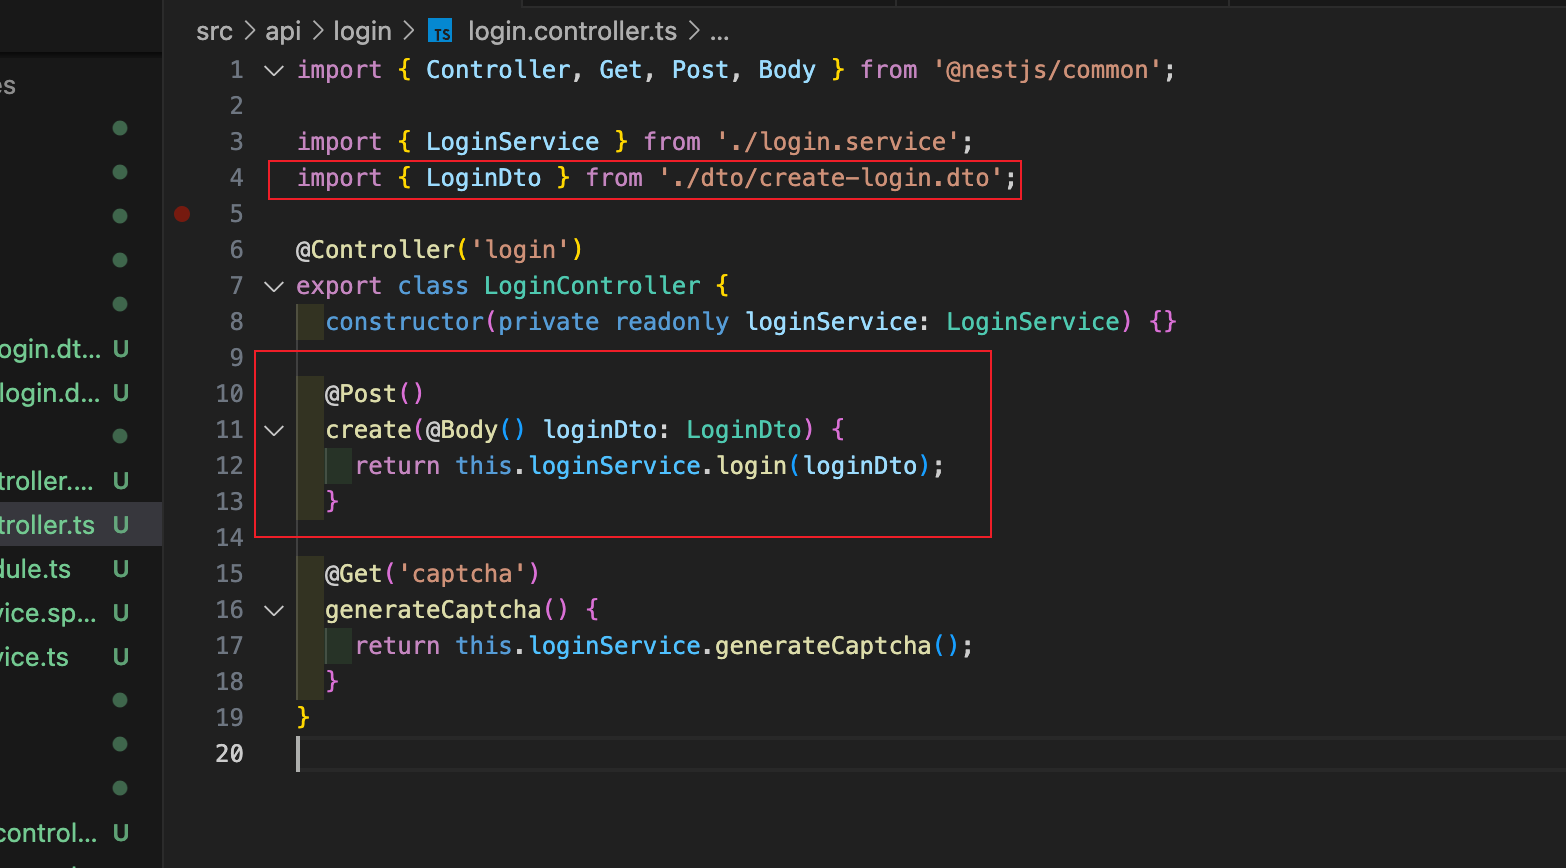 src > api > login > TS login.controller.ts > ...
es
1 import { Controller, Get, Post, Body } from '@nestjs/common';
2
3 import { LoginService } from './login.service';
4 import { LoginDto } from './dto/create-login.dto';
5
6 @Controller('login')
7 export class LoginController {
8 constructor(private readonly loginService: LoginService) {}
9
10 @Post()
11 create(@Body() loginDto: LoginDto) {
12 return this.loginService.login(loginDto);
13 }
14
15 @Get('captcha')
16 generateCaptcha() {
17 return this.loginService.generateCaptcha();
18 }
19 }
20
ogin.dt... U
login.d... U
troller.... U
troller.ts U
dule.ts U
vice.sp... U
vice.ts U
control... U